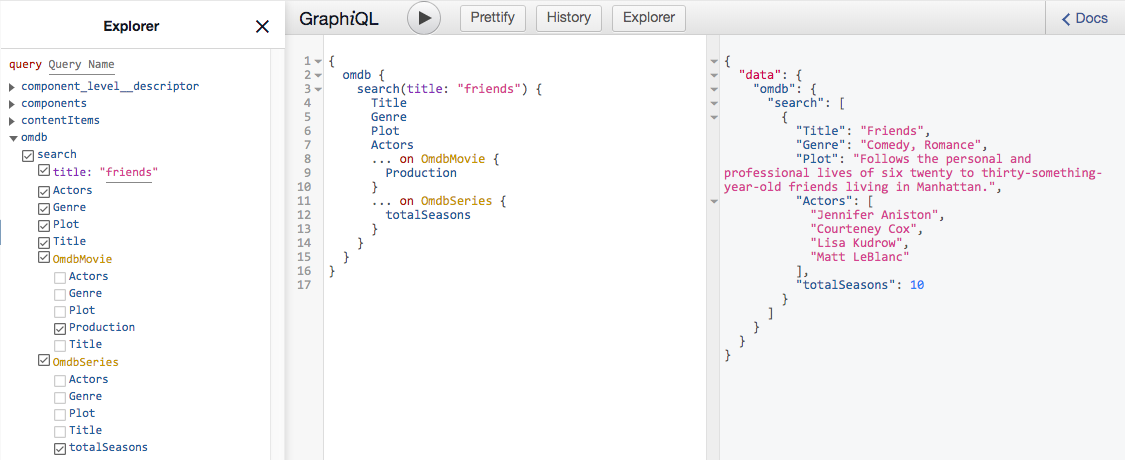 Explorer
query Query Name
component_level__descriptor
components
contentItems
omdb
search
title: "friends"
Actors
Genre
Plot
Title
OmdbMovie
Actors
Genre
Plot
Production
Title
OmdbSeries
Actors
Genre
Plot
Title
totalSeasons
GraphiQL
Prettify
History
Explorer
Docs
1 {
2 omdb {
3 search(title: "friends") {
4 Title
5 Genre
6 Plot
7 Actors
8 ... on OmdbMovie {
9 Production
10 }
11 ... on OmdbSeries {
12 totalSeasons
13 }
14 }
15 }
16 }
17
{
"data": {
"omdb": {
"search": [
{
"Title": "Friends",
"Genre": "Comedy, Romance",
"Plot": "Follows the personal and
professional lives of six twenty to thirty-something-
year-old friends living in Manhattan.",
"Actors": [
"Jennifer Aniston",
"Courteney Cox",
"Lisa Kudrow",
"Matt LeBlanc"
],
"totalSeasons": 10
}
]
}
}
}